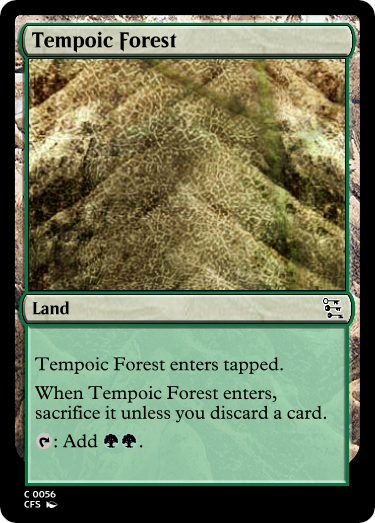 Tempoic Forest
Land
Tempoic Forest enters tapped.
When Tempoic Forest enters,
sacrifice it unless you discard a card.
: Add .
C 0056
CFS